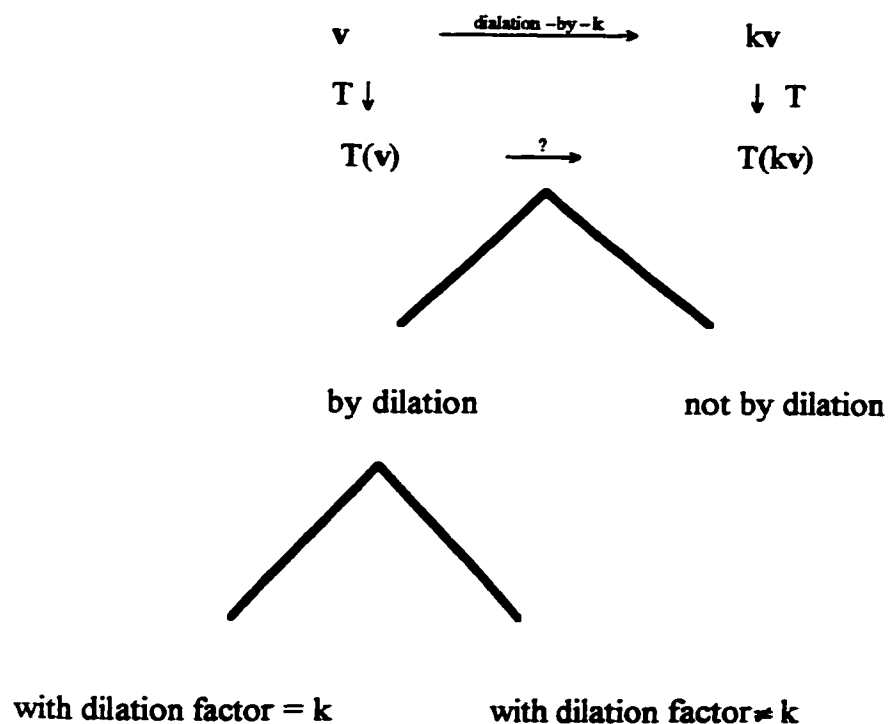 v dialation -by- k kv
T ↓ ↓ T
T(v) ? T(kv)
by dilation not by dilation
with dilation factor = k with dilation factor ≠ k